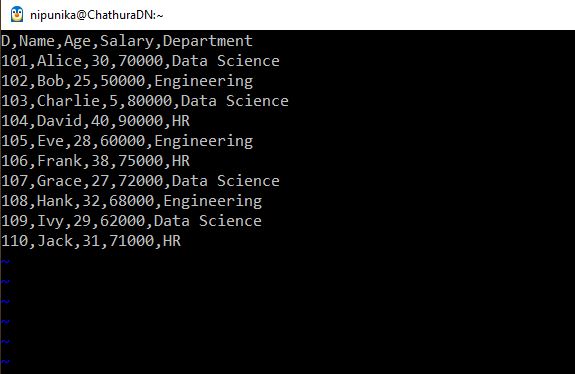 nipunika@ChathuraDN:~
D,Name,Age,Salary,Department
101,Alice,30,70000,Data Science
102,Bob,25,50000,Engineering
103,Charlie,5,80000,Data Science
104,David,40,90000,HR
105,Eve,28,60000,Engineering
106,Frank,38,75000,HR
107,Grace,27,72000,Data Science
108,Hank,32,68000,Engineering
109,Ivy,29,62000,Data Science
110,Jack,31,71000,HR
~
~
~
~
~
~